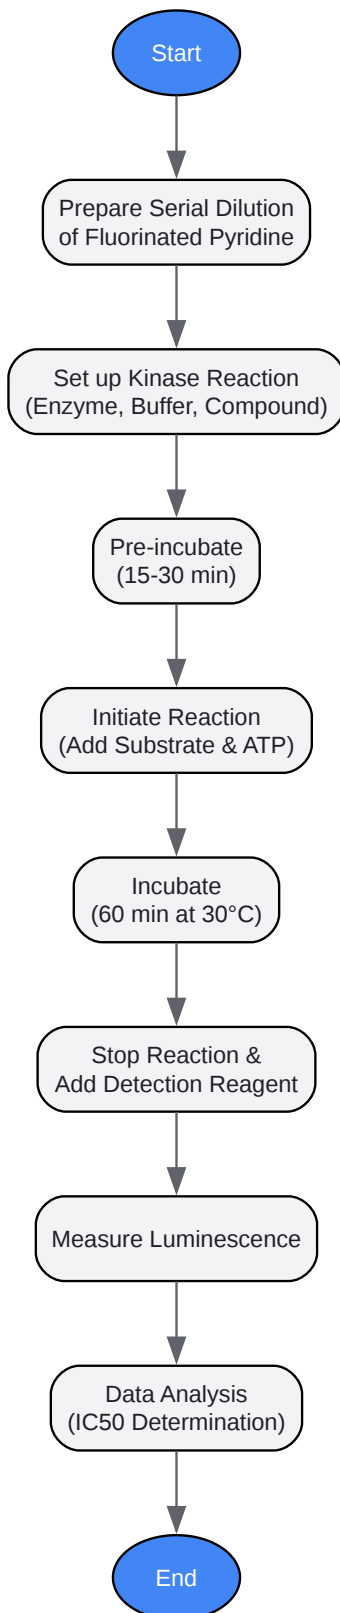 Start
Prepare Serial Dilution
of Fluorinated Pyridine
Set up Kinase Reaction
(Enzyme, Buffer, Compound)
Pre-incubate
(15-30 min)
Initiate Reaction
(Add Substrate & ATP)
Incubate
(60 min at 30°C)
Stop Reaction &
Add Detection Reagent
Measure Luminescence
Data Analysis
(IC50 Determination)
End